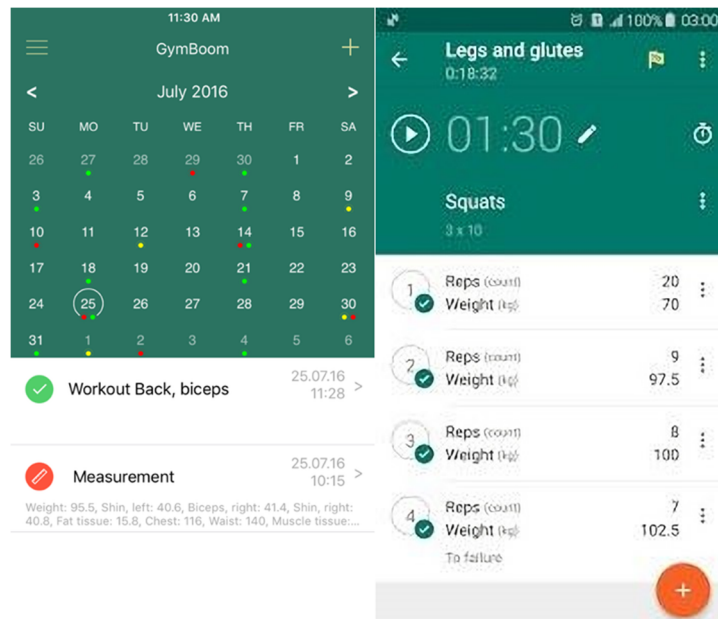 11:30 AM
GymBoom
+
< July 2016 >
SU MO TU WE TH FR SA
26 27 28 29 30 1 2
3 4 5 6 7 8 9
10 11 12 13 14 15 16
17 18 19 20 21 22 23
24 25 26 27 28 29 30
31 1 2 3 4 5 6
Workout Back, biceps
25.07.16
11:28 >
Measurement
25.07.16
10:15 >
Weight: 95.5, Shin, left: 40.6, Biceps, right: 41.4, Shin, right:
40.8, Fat tissue: 15.8, Chest: 116, Waist: 140, Muscle tissue:...
100% 03:00
Legs and glutes
0:18:32
01:30
Squats
3 x 10
1
Reps (count) 20
Weight (kg) 70
2
Reps (count) 9
Weight (kg) 97.5
3
Reps (count) 8
Weight (kg) 100
4
Reps (count) 7
Weight (kg) 102.5
To failure
+